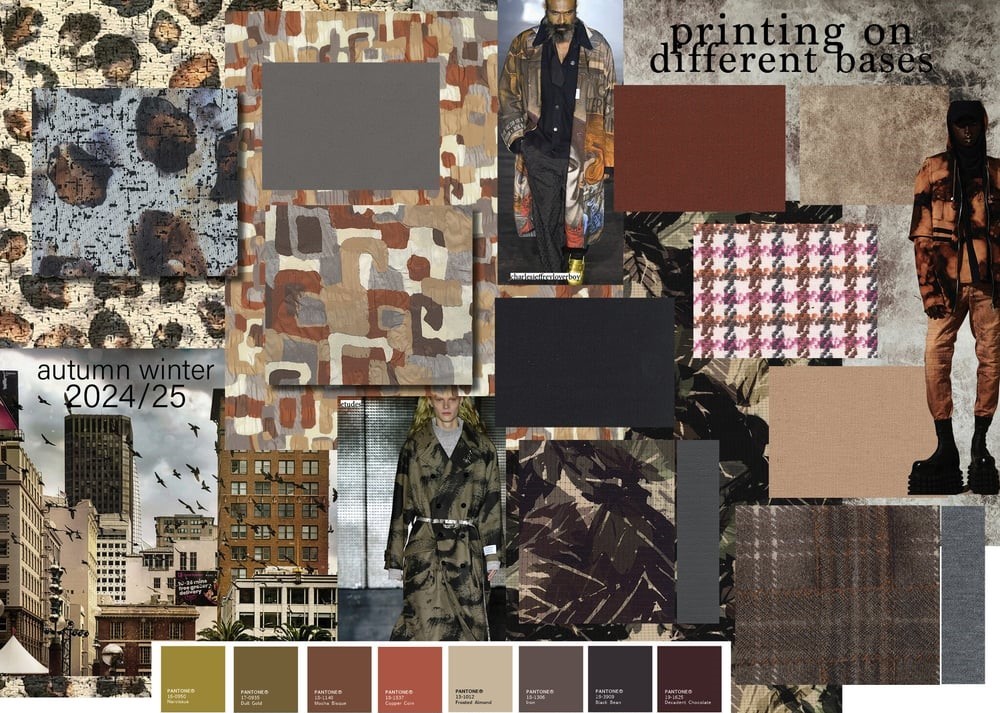 printing on
different bases
charlesjeffreyloverboy
autumn winter
2024/25
etudes
delivery
PANTONE®
16-0950
Narcissus
PANTONE®
17-0935
Dull Gold
PANTONE®
18-1140
Mocha Bisque
PANTONE®
18-1537
Copper Coin
PANTONE®
13-1012
Frosted Almond
PANTONE®
18-1306
Iron
PANTONE®
19-3909
Black Bean
PANTONE®
19-1625
Decadent Chocolate